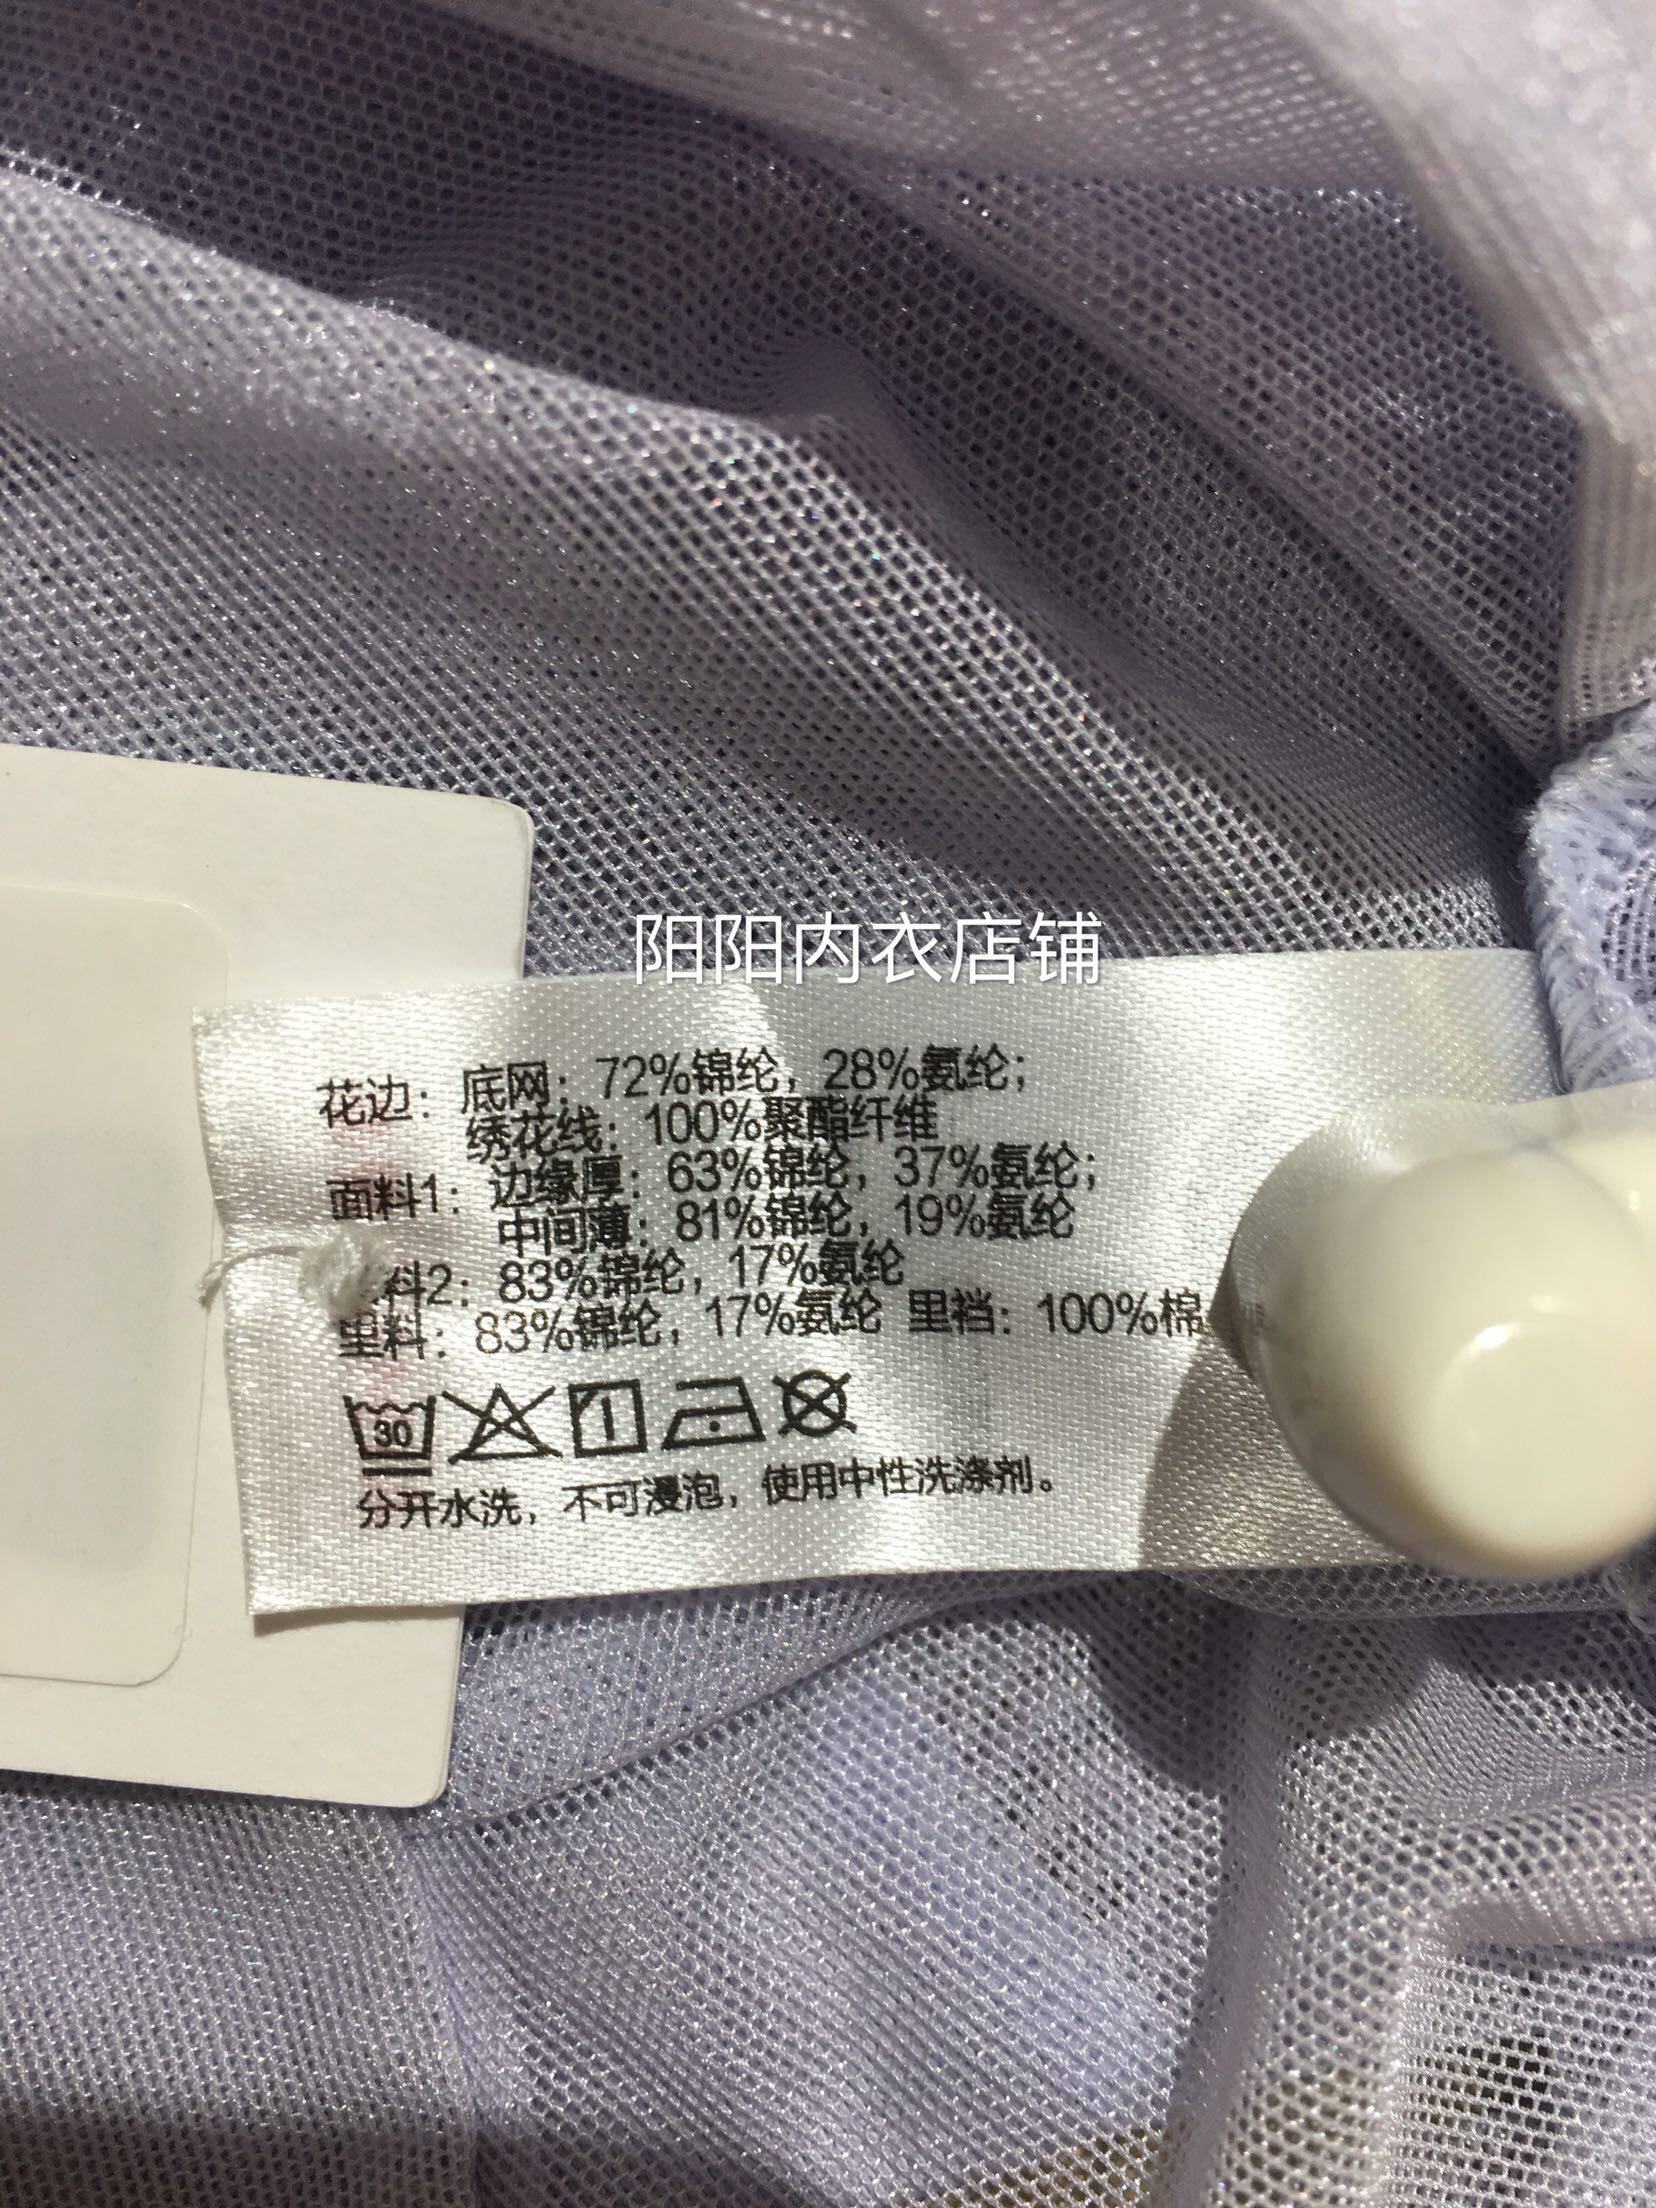 阳阳内衣店铺
花边：底网：72%锦纶，28%氨纶；
绣花线：100%聚酯纤维
面料1：边缘厚：63%锦纶，37%氨纶；
中间薄：81%锦纶，19%氨纶
料2：83%锦纶，17%氨纶
里料：83%锦纶，17%氨纶 里裆：100%棉
30
分开水洗，不可浸泡，使用中性洗涤剂。